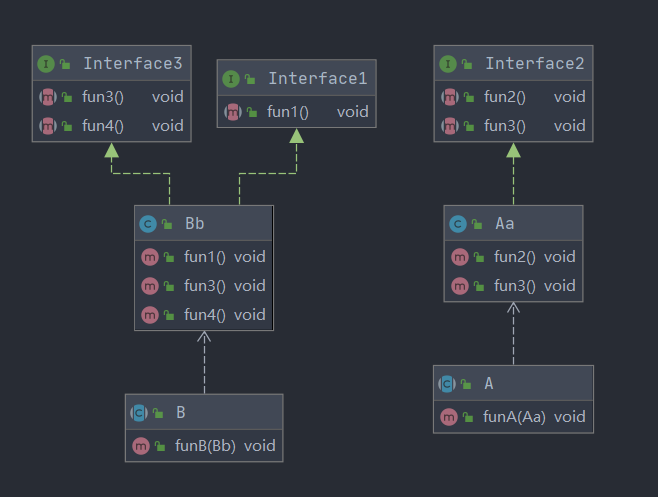 Interface3
fun3() void
fun4() void
Interface1
fun1() void
Interface2
fun2() void
fun3() void
Bb
fun1() void
fun3() void
fun4() void
Aa
fun2() void
fun3() void
B
funB(Bb) void
A
funA(Aa) void